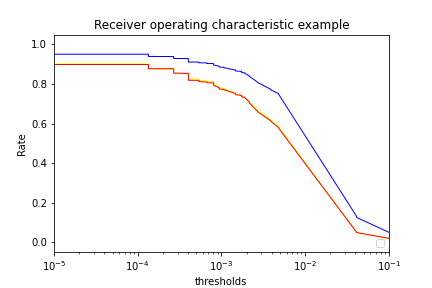 Receiver operating characteristic example
1.0
0.8
0.6
0.4
0.2
0.0
Rate
10⁻⁵ 10⁻⁴ 10⁻³ 10⁻² 10⁻¹
thresholds